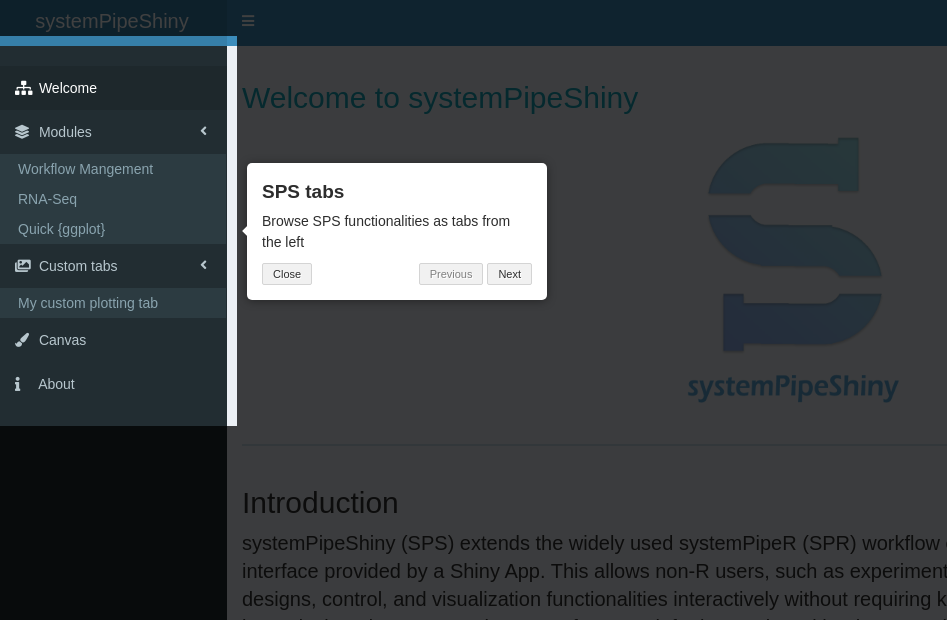 systemPipeShiny
Welcome
Modules
Workflow Mangement
RNA-Seq
Quick {ggplot}
Custom tabs
My custom plotting tab
Canvas
About
Welcome to systemPipeShiny
SPS tabs
Browse SPS functionalities as tabs from
the left
Close
Previous
Next
systemPipeShiny
Introduction
systemPipeShiny (SPS) extends the widely used systemPipeR (SPR) workflow
interface provided by a Shiny App. This allows non-R users, such as experiment
designs, control, and visualization functionalities interactively without requiring